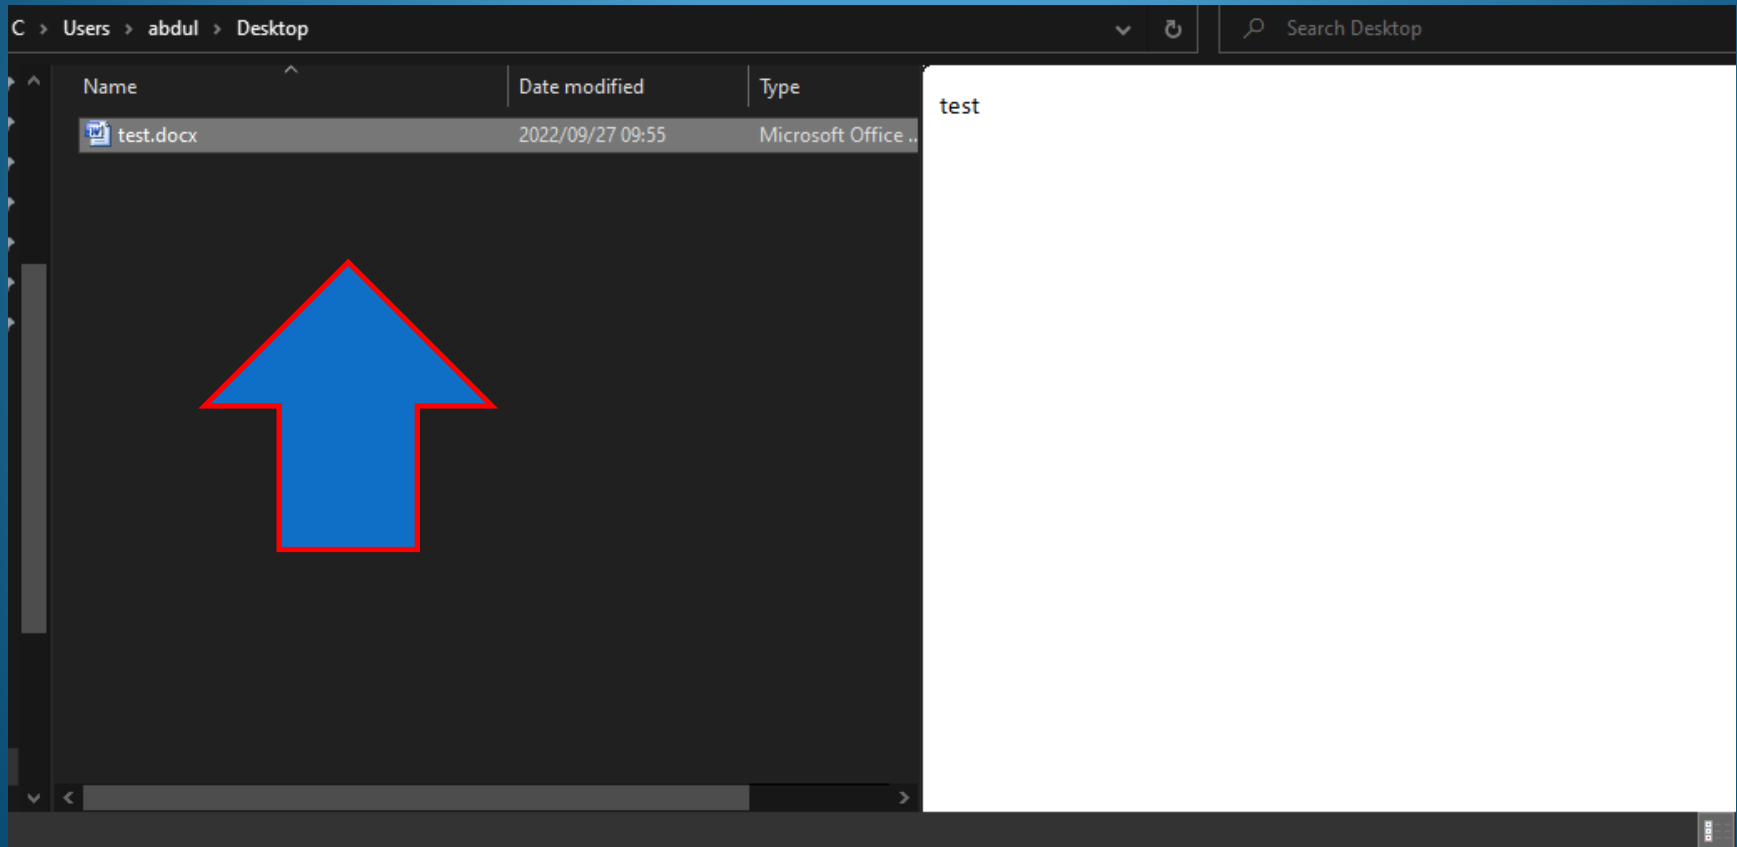 C > Users > abdul > Desktop
Search Desktop
Name Date modified Type
test.docx 2022/09/27 09:55 Microsoft Office ..
test